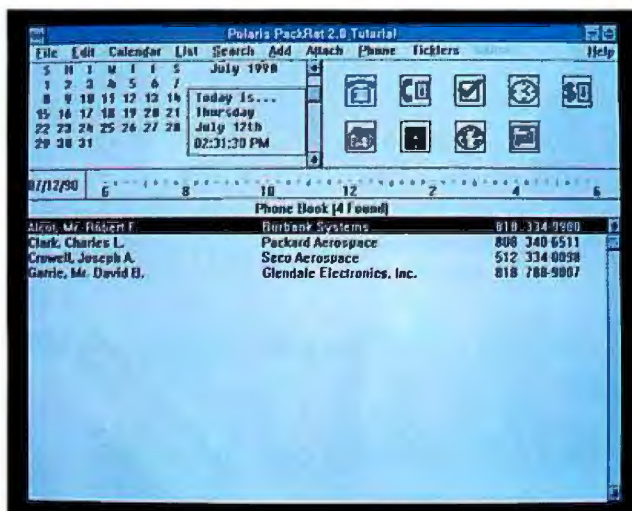 Polaris PackRat 2.0 Tutorial
File Edit Calendar List Search Add Attach Phone Ticklers Help
S M T W T F S July 1990
1 2 3 4 5 6 7
8 9 10 11 12 13 14 Today Is...
15 16 17 18 19 20 21 Thursday
22 23 24 25 26 27 28 July 12th
29 30 31 02:31:30 PM
07/12/90 6 8 10 12 2 4 6
Phone Book [4 Found]
Alcot, Mr. Robert F. Burbank Systems 818 334-9900
Clark, Charles L. Packard Aerospace 808 340-6511
Crowell, Joseph A. Seco Aerospace 512 334-0098
Garrie, Mr. David B. Glendale Electronics, Inc. 818 788-9007